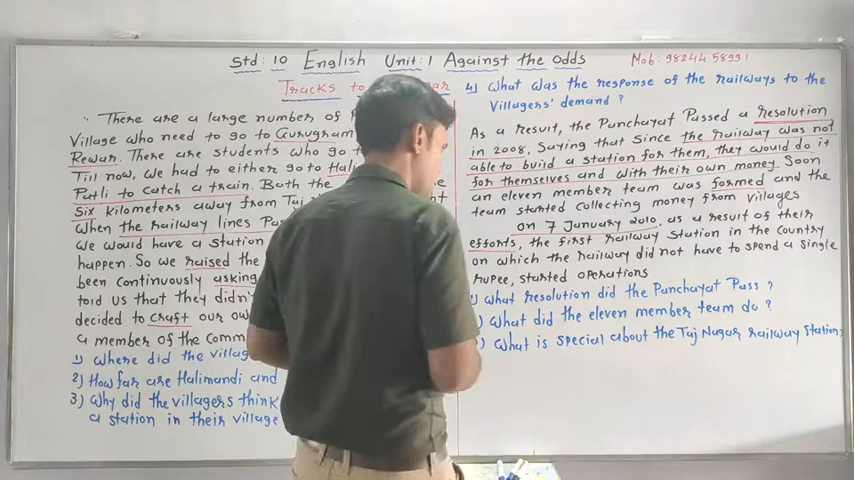 Std: 10 English Unit: 1 Against the odds Mob: 98244 58991
Tracks to
" There are a large number of
Village who need to go to Gurugram
Rewar. There are students who go to
Till now, we had to either go to Hali
Patli to catch a train. Both the
Six kilometers away from Taj
When the railway lines Pas
We would have a station
happen. So we raised the
been continuously asking
told us that they didn'
decided to craft our ow
a member of the Comm
1) Where did the villag
2) How far are Halimandi and
3) Why did the villagers think
a station in their village
4) What was the response of the railways to the
Villagers' demand ?
As a result, the Panchayat Passed a resolution
in 2008, Saying that Since the railway was not
able to build a station for them, they would do it
for themselves and with their own money. Soon
an eleven member team was formed and the
team started collecting money from villages
on 7 January 2010, as a result of their
efforts, the first railway Station in the Country
on which the railway did not have to spend a single
rupee, started operations
1) What resolution did the Panchayat Pass ?
) What did the eleven member team do ?
) What is special about the Taj Nagar railway Station?